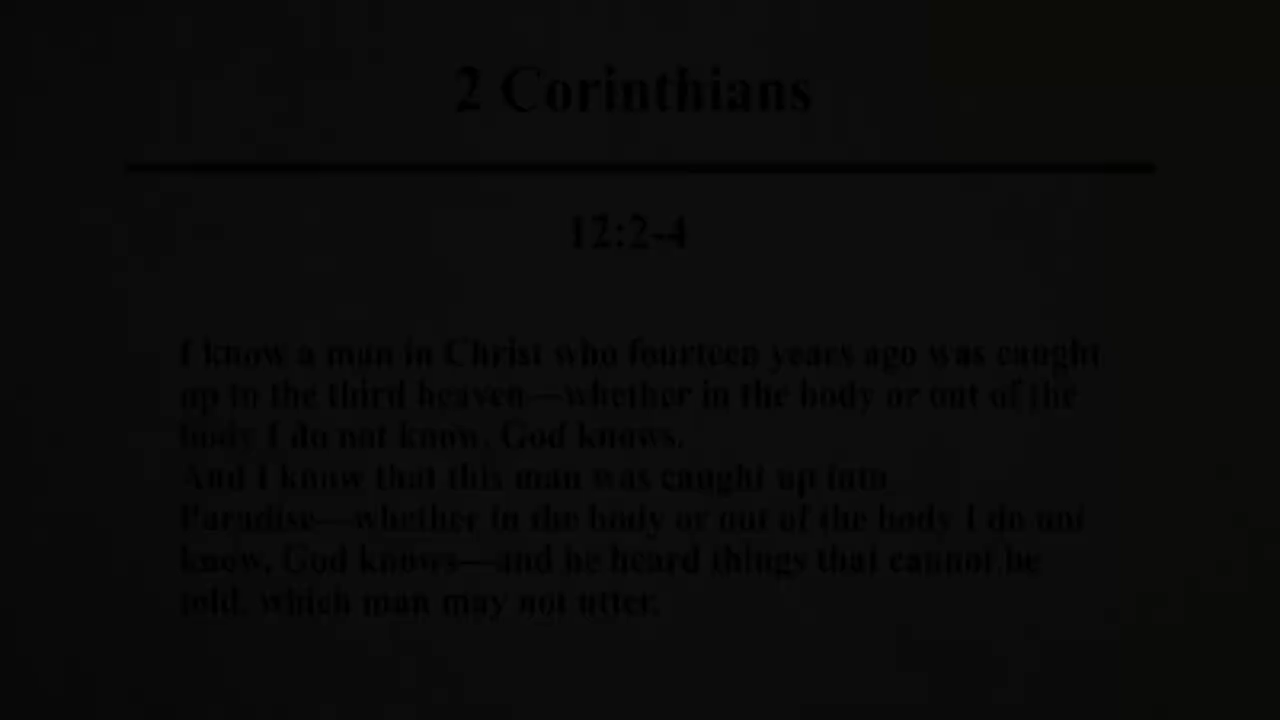 2 Corinthians
12:2-4
I know a man in Christ who fourteen years ago was caught
up to the third heaven—whether in the body or out of the
body I do not know, God knows.
And I know that this man was caught up into
Paradise—whether in the body or out of the body I do not
know, God knows—and he heard things that cannot be
told, which man may not utter.